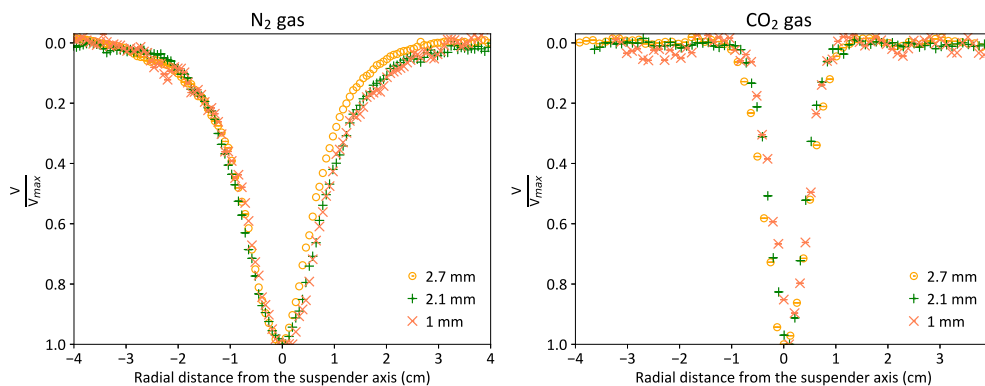 N₂ gas
0.0
0.2
0.4
0.6
0.8
1.0
V
Vmax
−4 −3 −2 −1 0 1 2 3 4
Radial distance from the suspender axis (cm)
2.7 mm
2.1 mm
1 mm
CO₂ gas
0.0
0.2
0.4
0.6
0.8
1.0
V
Vmax
−4 −3 −2 −1 0 1 2 3
Radial distance from the suspender axis (cm)
2.7 mm
2.1 mm
1 mm